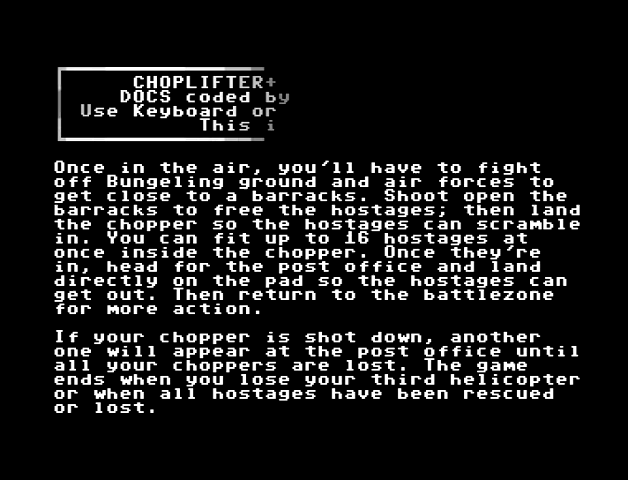 CHOPLIFTER+
DOCS coded by
Use Keyboard or
This i
Once in the air, you'll have to fight
off Bungeling ground and air forces to
get close to a barracks. Shoot open the
barracks to free the hostages; then land
the chopper so the hostages can scramble
in. You can fit up to 16 hostages at
once inside the chopper. Once they're
in, head for the post office and land
directly on the pad so the hostages can
get out. Then return to the battlezone
for more action.
If your chopper is shot down, another
one will appear at the post office until
all your choppers are lost. The game
ends when you lose your third helicopter
or when all hostages have been rescued
or lost.